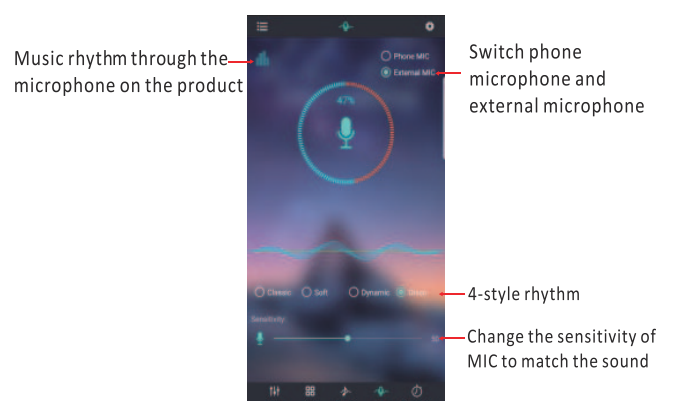 Music rhythm through the
microphone on the product
Phone MIC
External MIC
Switch phone
microphone and
external microphone
47%
Classic
Soft
Dynamic
Disco
4-style rhythm
Sensitivity:
Change the sensitivity of
MIC to match the sound